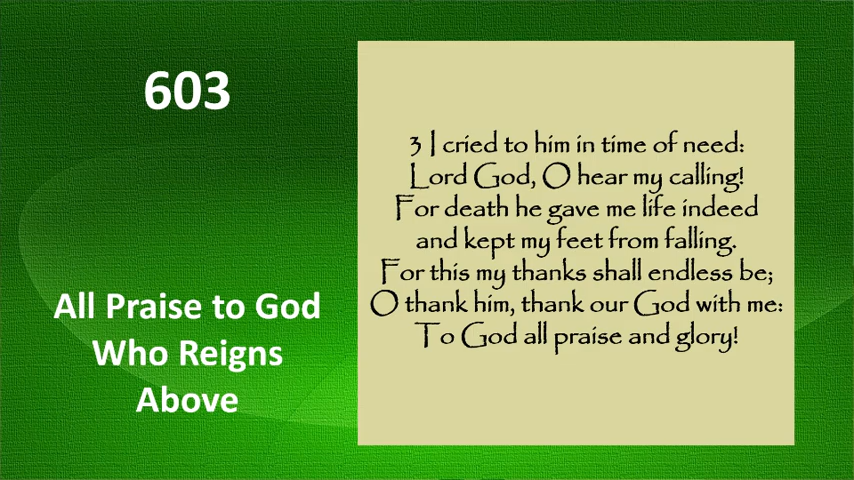 603
All Praise to God
Who Reigns
Above
3 I cried to him in time of need:
Lord God, O hear my calling!
For death he gave me life indeed
and kept my feet from falling.
For this my thanks shall endless be;
O thank him, thank our God with me:
To God all praise and glory!